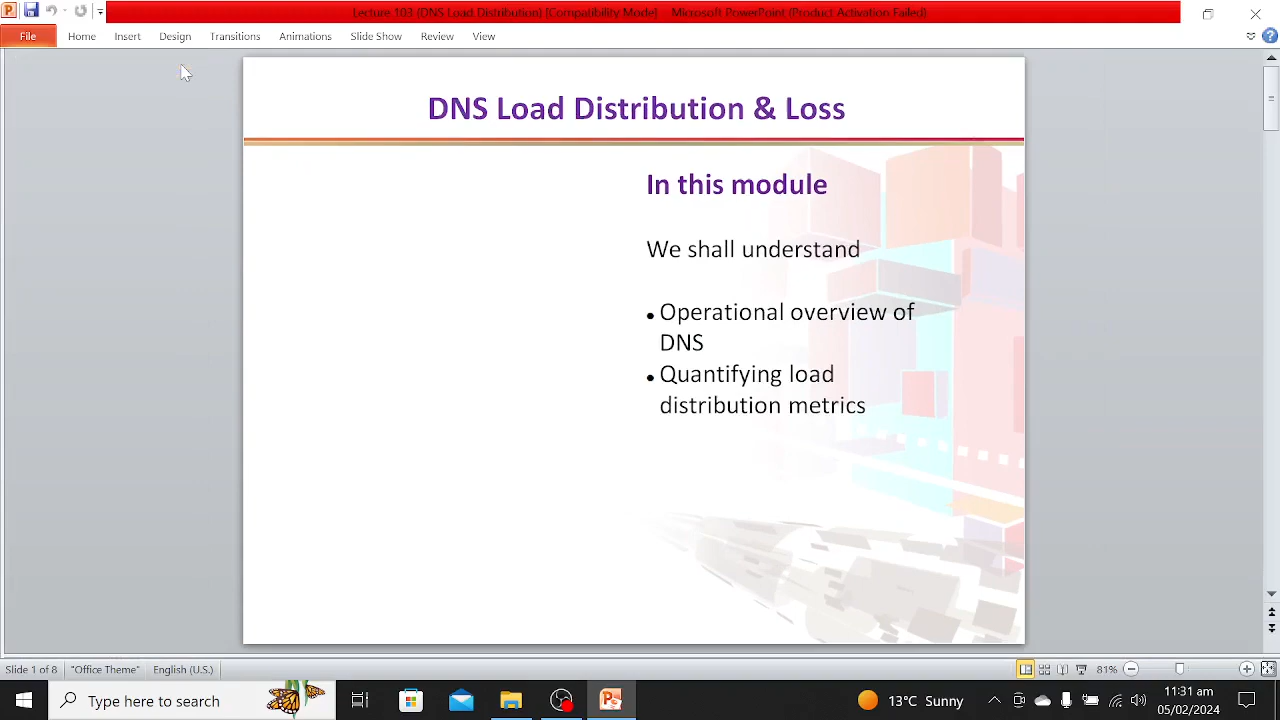 Lecture 103 (DNS Load Distribution) [Compatibility Mode] - Microsoft PowerPoint (Product Activation Failed)
File Home Insert Design Transitions Animations Slide Show Review View
DNS Load Distribution & Loss
In this module
We shall understand
• Operational overview of
DNS
• Quantifying load
distribution metrics
Slide 1 of 8 "Office Theme" English (U.S.) 81%
Type here to search 13°C Sunny 11:31 am
05/02/2024